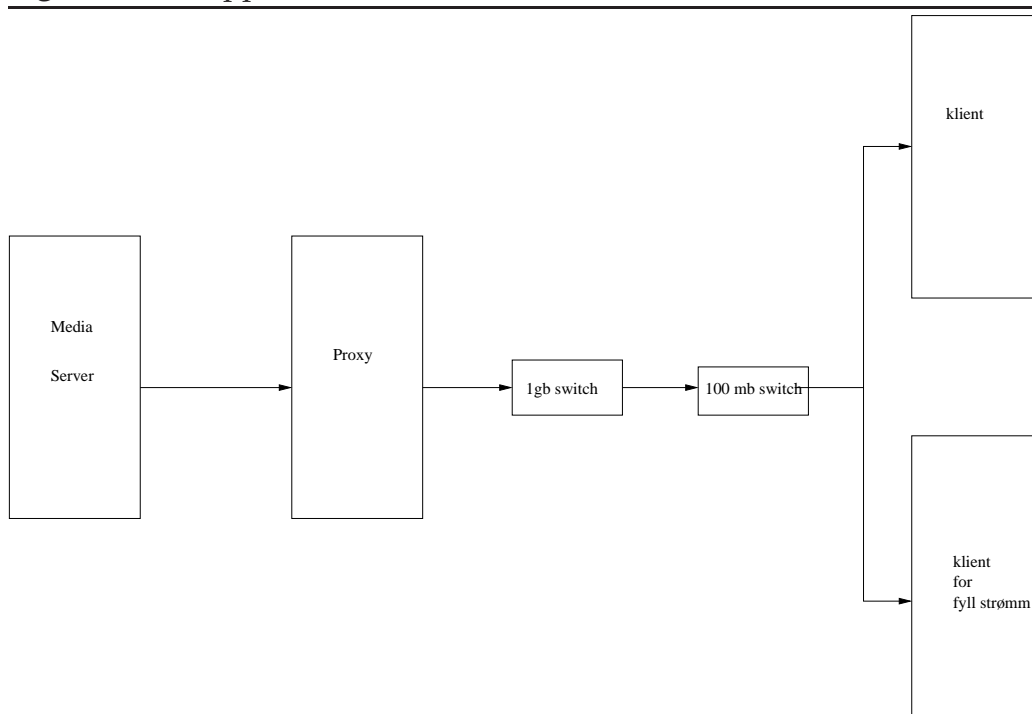 klient
Media
Server
Proxy
1gb switch
100 mb switch
klient
for
fyll strømm